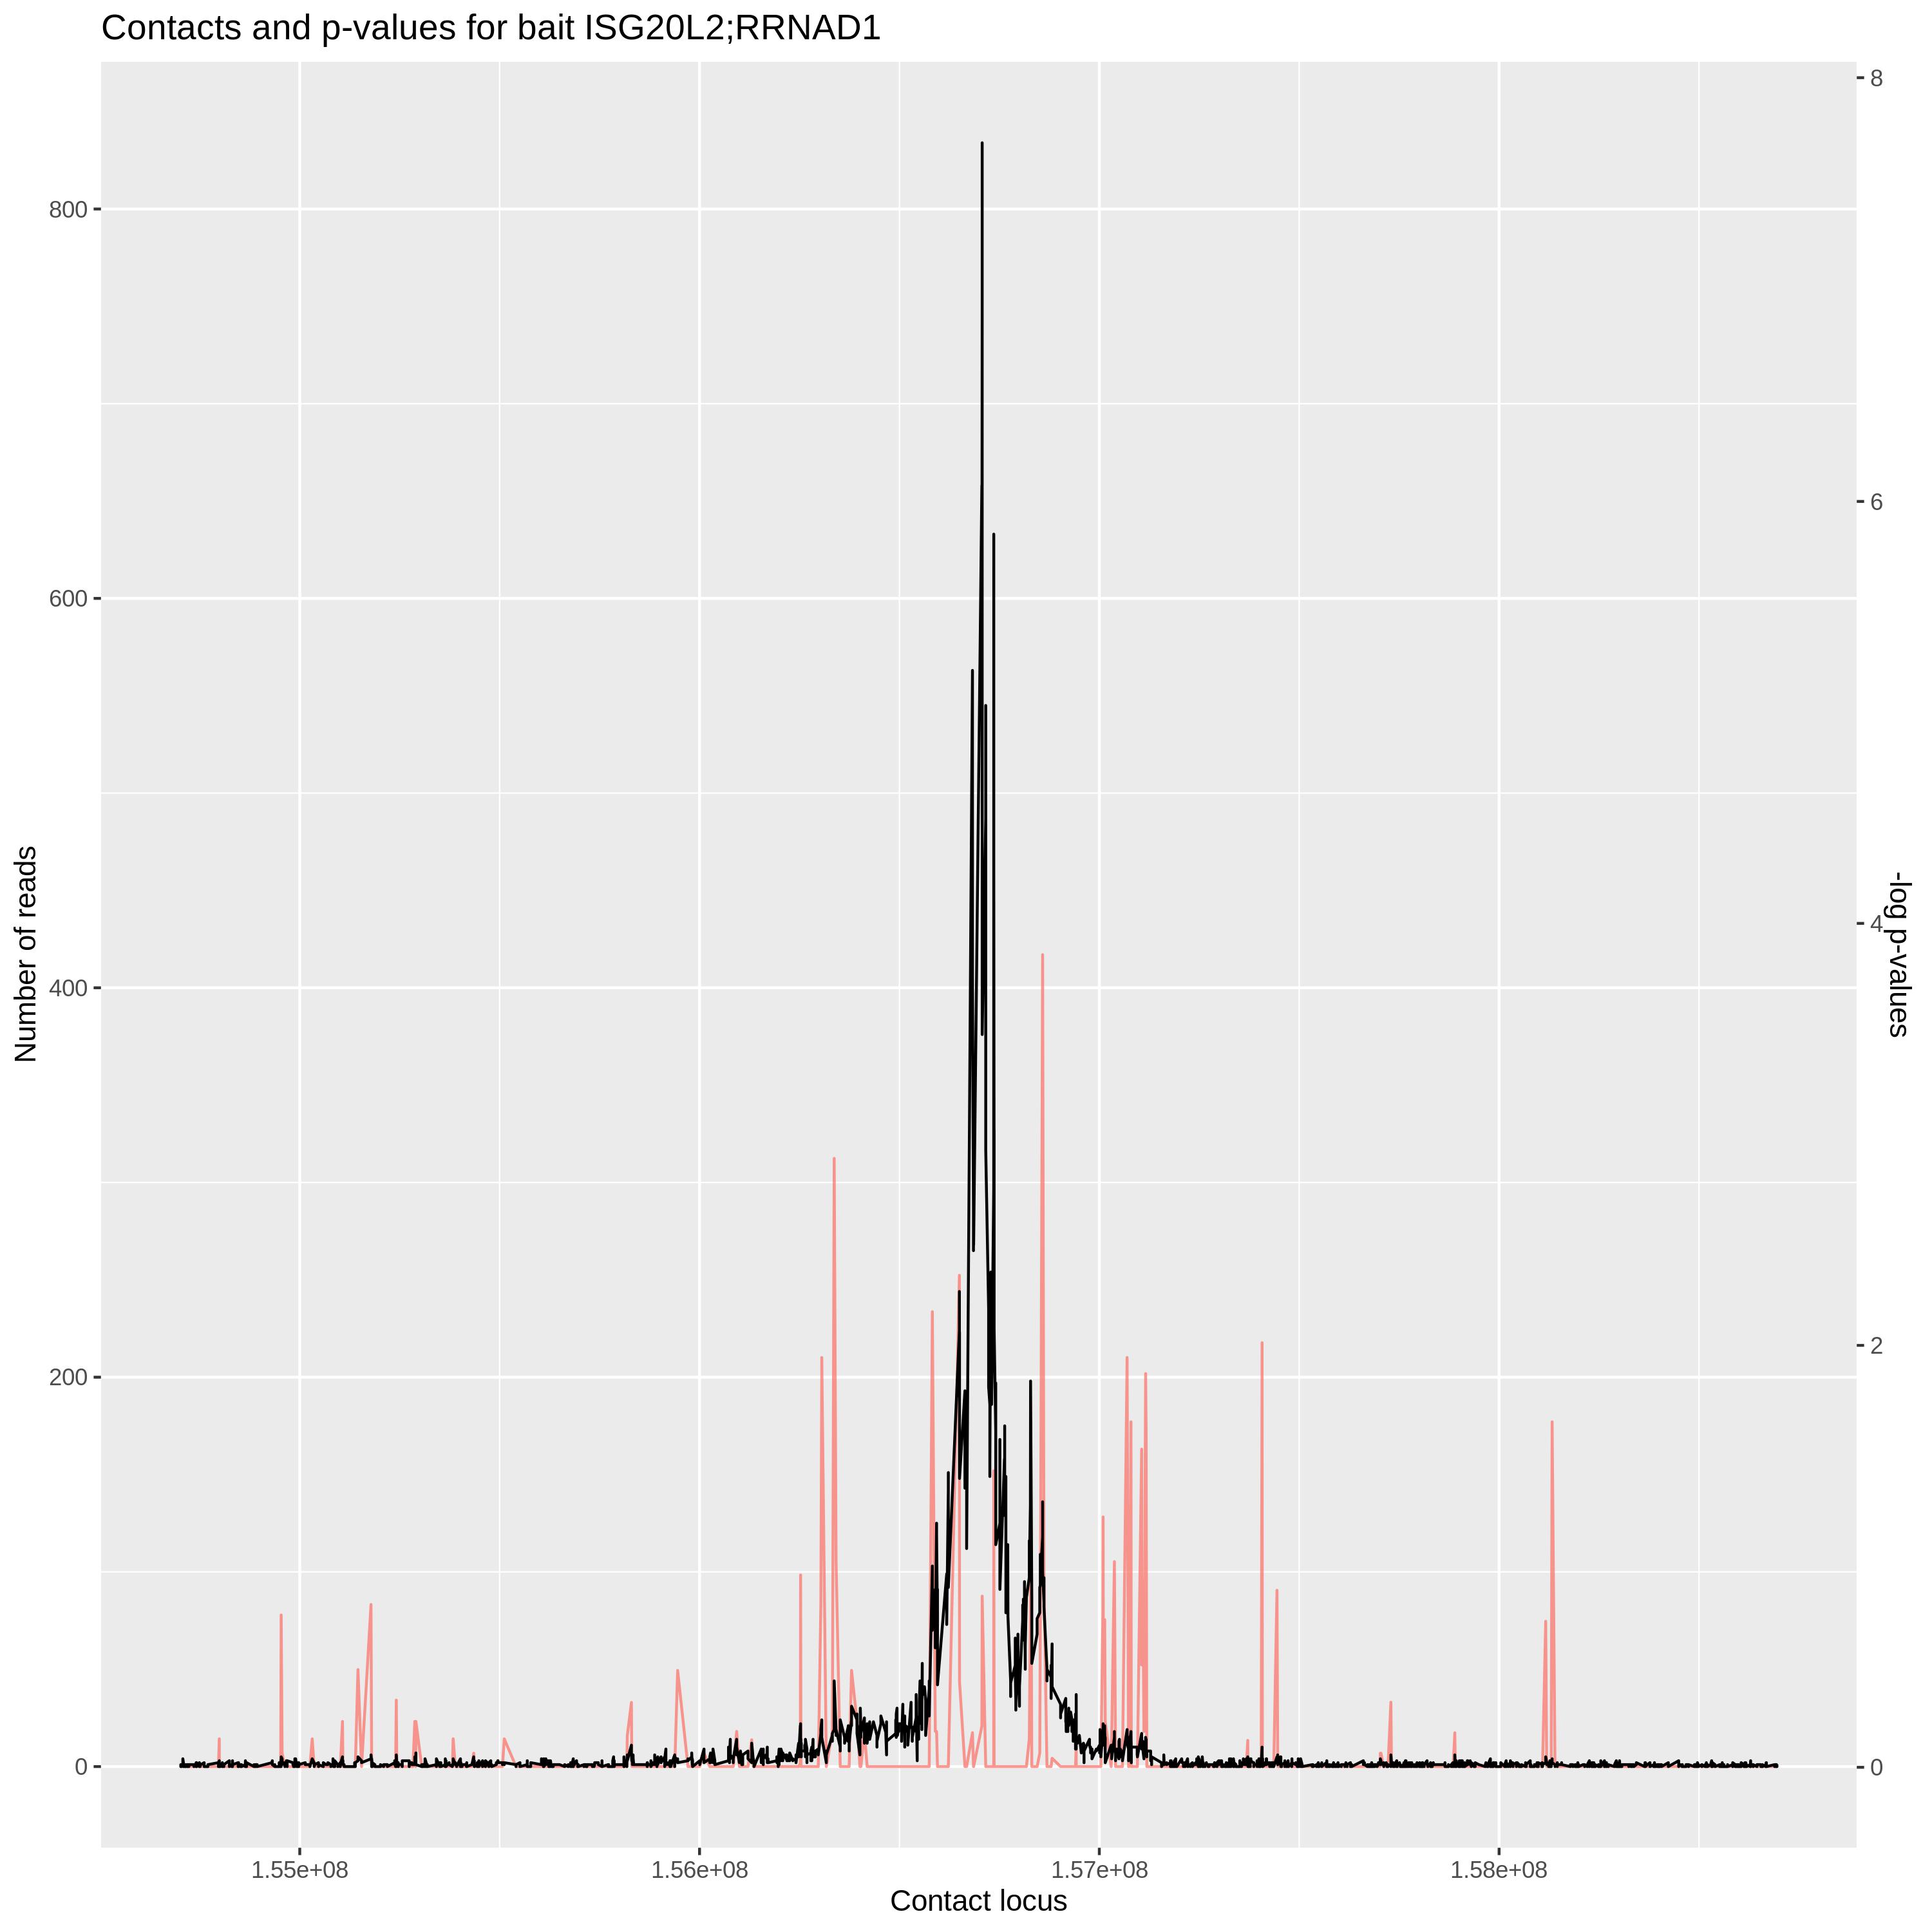 Contacts and p-values for bait ISG20L2;RRNAD1
8
800
6
600
Number of reads
-log p-values
4
400
2
200
0
0
1.55e+08
1.56e+08
1.57e+08
1.58e+08
Contact locus